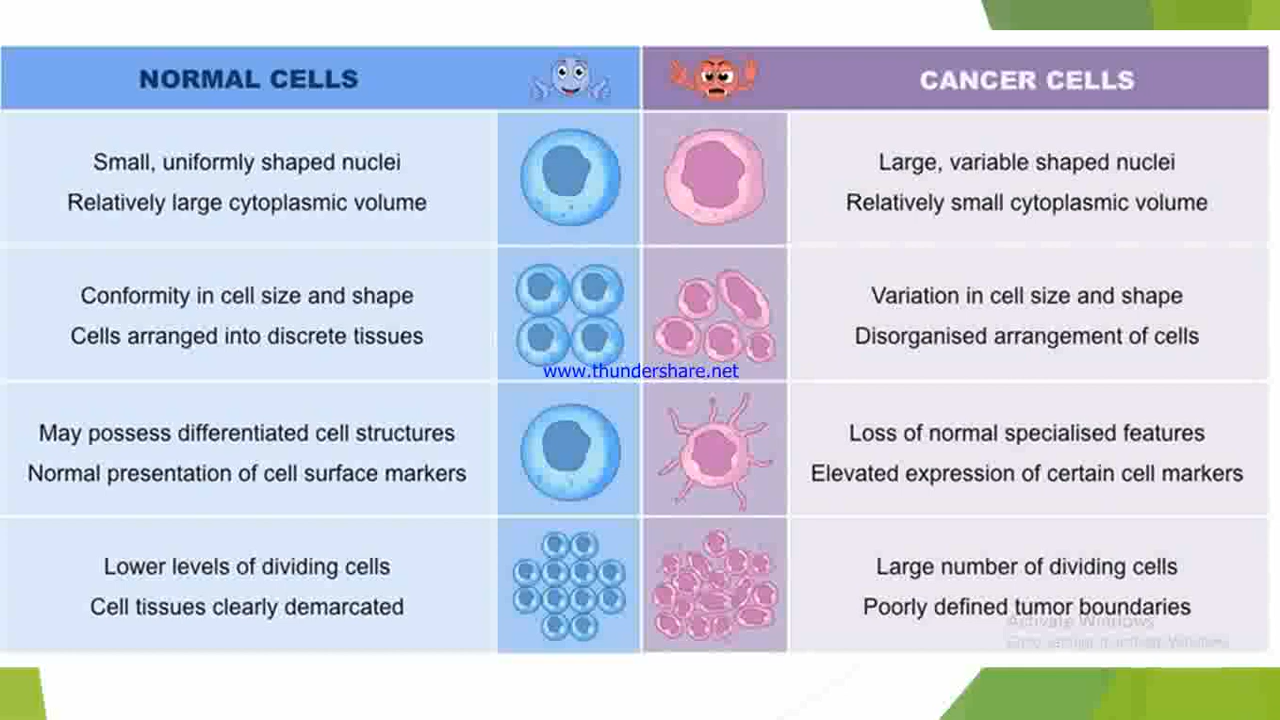 NORMAL CELLS
CANCER CELLS
Small, uniformly shaped nuclei
Relatively large cytoplasmic volume
Large, variable shaped nuclei
Relatively small cytoplasmic volume
Conformity in cell size and shape
Cells arranged into discrete tissues
Variation in cell size and shape
Disorganised arrangement of cells
www.thundershare.net
May possess differentiated cell structures
Normal presentation of cell surface markers
Loss of normal specialised features
Elevated expression of certain cell markers
Lower levels of dividing cells
Cell tissues clearly demarcated
Large number of dividing cells
Poorly defined tumor boundaries
Activate Windows